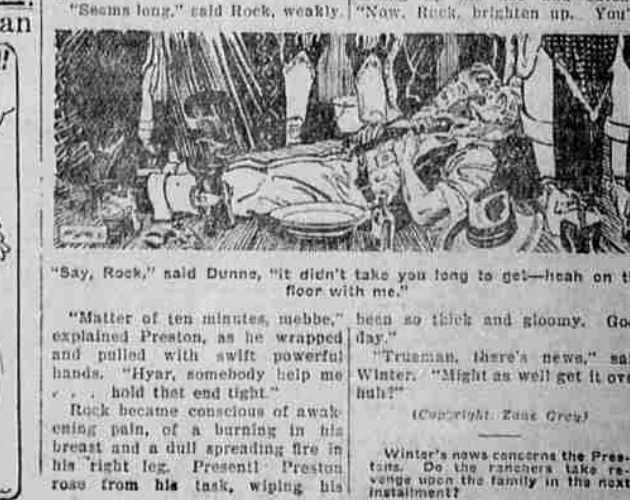 an
"Seams long," said Rock, weakly.
"Now, Rock, brighten up. You'
"Say, Rock," said Dunne, "it didn't take you long to get—heah on t
floor with me."
"Matter of ten minutes, mebbe,"
explained Preston, as he wrapped
and pulled with swift powerful
hands. "Hyar, somebody help me
. . . hold that end tight."
Rock became conscious of awak
ening pain, of a burning in his
breast and a dull spreading fire in
his right leg. Presentl Preston
rose from his task, wiping his
been so thick and gloomy. Goo
day."
"Trueman, there's news," sai
Winter. "Might as well get it ove
huh?"
(Copyright. Zane Grey)
Winter's news concerns the Pres-
tons. Do the ranchers take re-
venge upon the family in the next
installment?